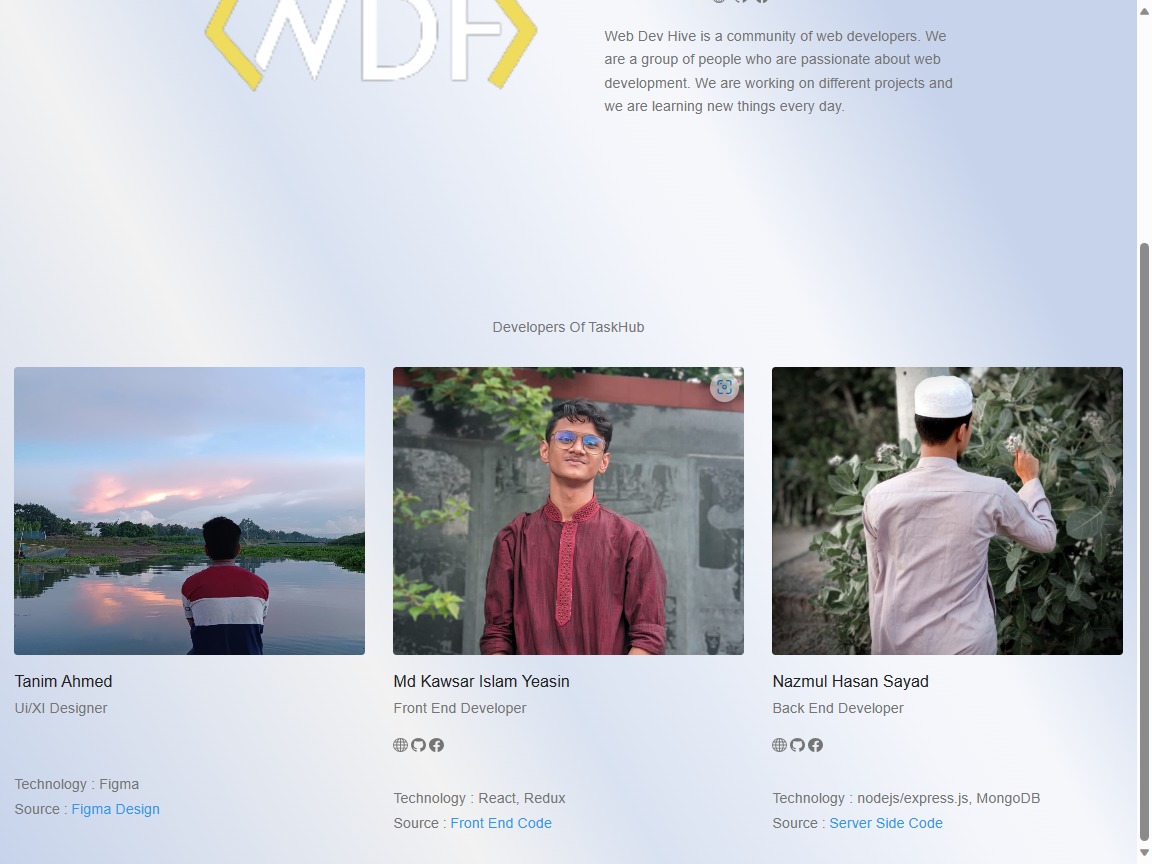 WDF
Web Dev Hive is a community of web developers. We
are a group of people who are passionate about web
development. We are working on different projects and
we are learning new things every day.
Developers Of TaskHub
Tanim Ahmed
Ui/XI Designer
Technology : Figma
Source : Figma Design
Md Kawsar Islam Yeasin
Front End Developer
Technology : React, Redux
Source : Front End Code
Nazmul Hasan Sayad
Back End Developer
Technology : nodejs/express.js, MongoDB
Source : Server Side Code